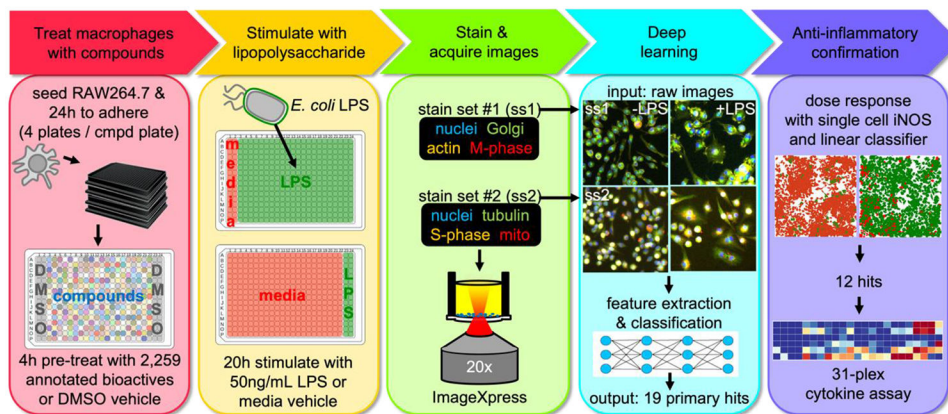 Treat macrophages
with compounds
seed RAW264.7 &
24h to adhere
(4 plates / cmpd plate)
DMSO
compounds
DMSO
4h pre-treat with 2,259
annotated bioactives
or DMSO vehicle
Stimulate with
lipopolysaccharide
E. coli LPS
media
LPS
media
LPS
20h stimulate with
50ng/mL LPS or
media vehicle
Stain &
acquire images
stain set #1 (ss1)
nuclei Golgi
actin M-phase
stain set #2 (ss2)
nuclei tubulin
S-phase mito
20x
ImageXpress
Deep
learning
input: raw images
ss1 -LPS +LPS
ss2
feature extraction
& classification
output: 19 primary hits
Anti-inflammatory
confirmation
dose response
with single cell iNOS
and linear classifier
12 hits
31-plex
cytokine assay